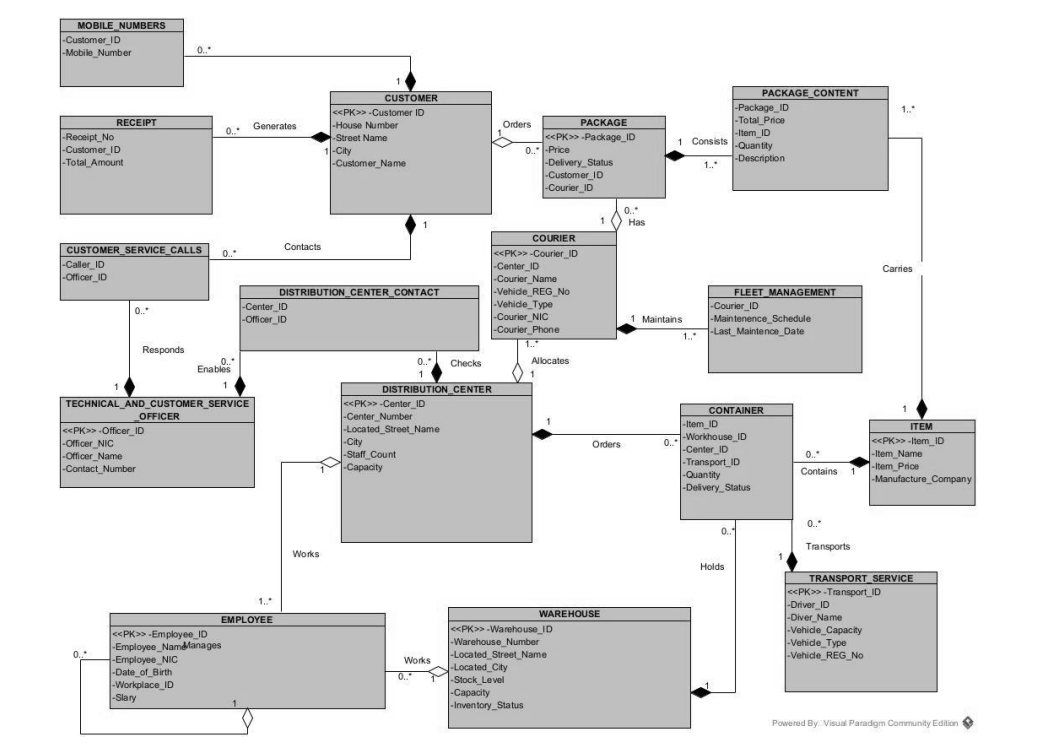 MOBILE_NUMBERS
-Customer_ID
-Mobile_Number
0..*
1
CUSTOMER
<<PK>> -Customer ID
-House Number
-Street Name
-City
-Customer_Name
RECEIPT
-Receipt_No
-Customer_ID
-Total_Amount
0..*
Generates
1
Orders
1
0..*
PACKAGE
<<PK>> -Package_ID
-Price
-Delivery_Status
-Customer_ID
-Courier_ID
1
Consists
1..*
PACKAGE_CONTENT
-Package_ID
-Total_Price
-Item_ID
-Quantity
-Description
1..*
Carries
1
CUSTOMER_SERVICE_CALLS
-Caller_ID
-Officer_ID
0..*
Contacts
1
0..*
Responds
1
0..*
1
Has
COURIER
<<PK>> -Courier_ID
-Center_ID
-Courier_Name
-Vehicle_REG_No
-Vehicle_Type
-Courier_NIC
-Courier_Phone
1
Maintains
1..*
FLEET_MANAGEMENT
-Courier_ID
-Maintenence_Schedule
-Last_Maintence_Date
DISTRIBUTION_CENTER_CONTACT
-Center_ID
-Officer_ID
0..*
Enables
1
0..*
Checks
1
1..*
Allocates
1
TECHNICAL_AND_CUSTOMER_SERVICE
_OFFICER
<<PK>> -Officer_ID
-Officer_NIC
-Officer_Name
-Contact_Number
DISTRIBUTION_CENTER
<<PK>> -Center_ID
-Center_Number
-Located_Street_Name
-City
-Staff_Count
-Capacity
1
Orders
0..*
CONTAINER
-Item_ID
-Workhouse_ID
-Center_ID
-Transport_ID
-Quantity
-Delivery_Status
0..*
Contains
1
ITEM
<<PK>> -Item_ID
-Item_Name
-Item_Price
-Manufacture_Company
1
Works
1..*
0..*
Holds
1
0..*
Transports
1
TRANSPORT_SERVICE
<<PK>> -Transport_ID
-Driver_ID
-Diver_Name
-Vehicle_Capacity
-Vehicle_Type
-Vehicle_REG_No
EMPLOYEE
<<PK>> -Employee_ID
-Employee_Name
Manages
-Employee_NIC
-Date_of_Birth
-Workplace_ID
-Slary
0..*
1
Works
0..*
1
WAREHOUSE
<<PK>> -Warehouse_ID
-Warehouse_Number
-Located_Street_Name
-Located_City
-Stock_Level
-Capacity
-Inventory_Status
Powered By: Visual Paradigm Community Edition